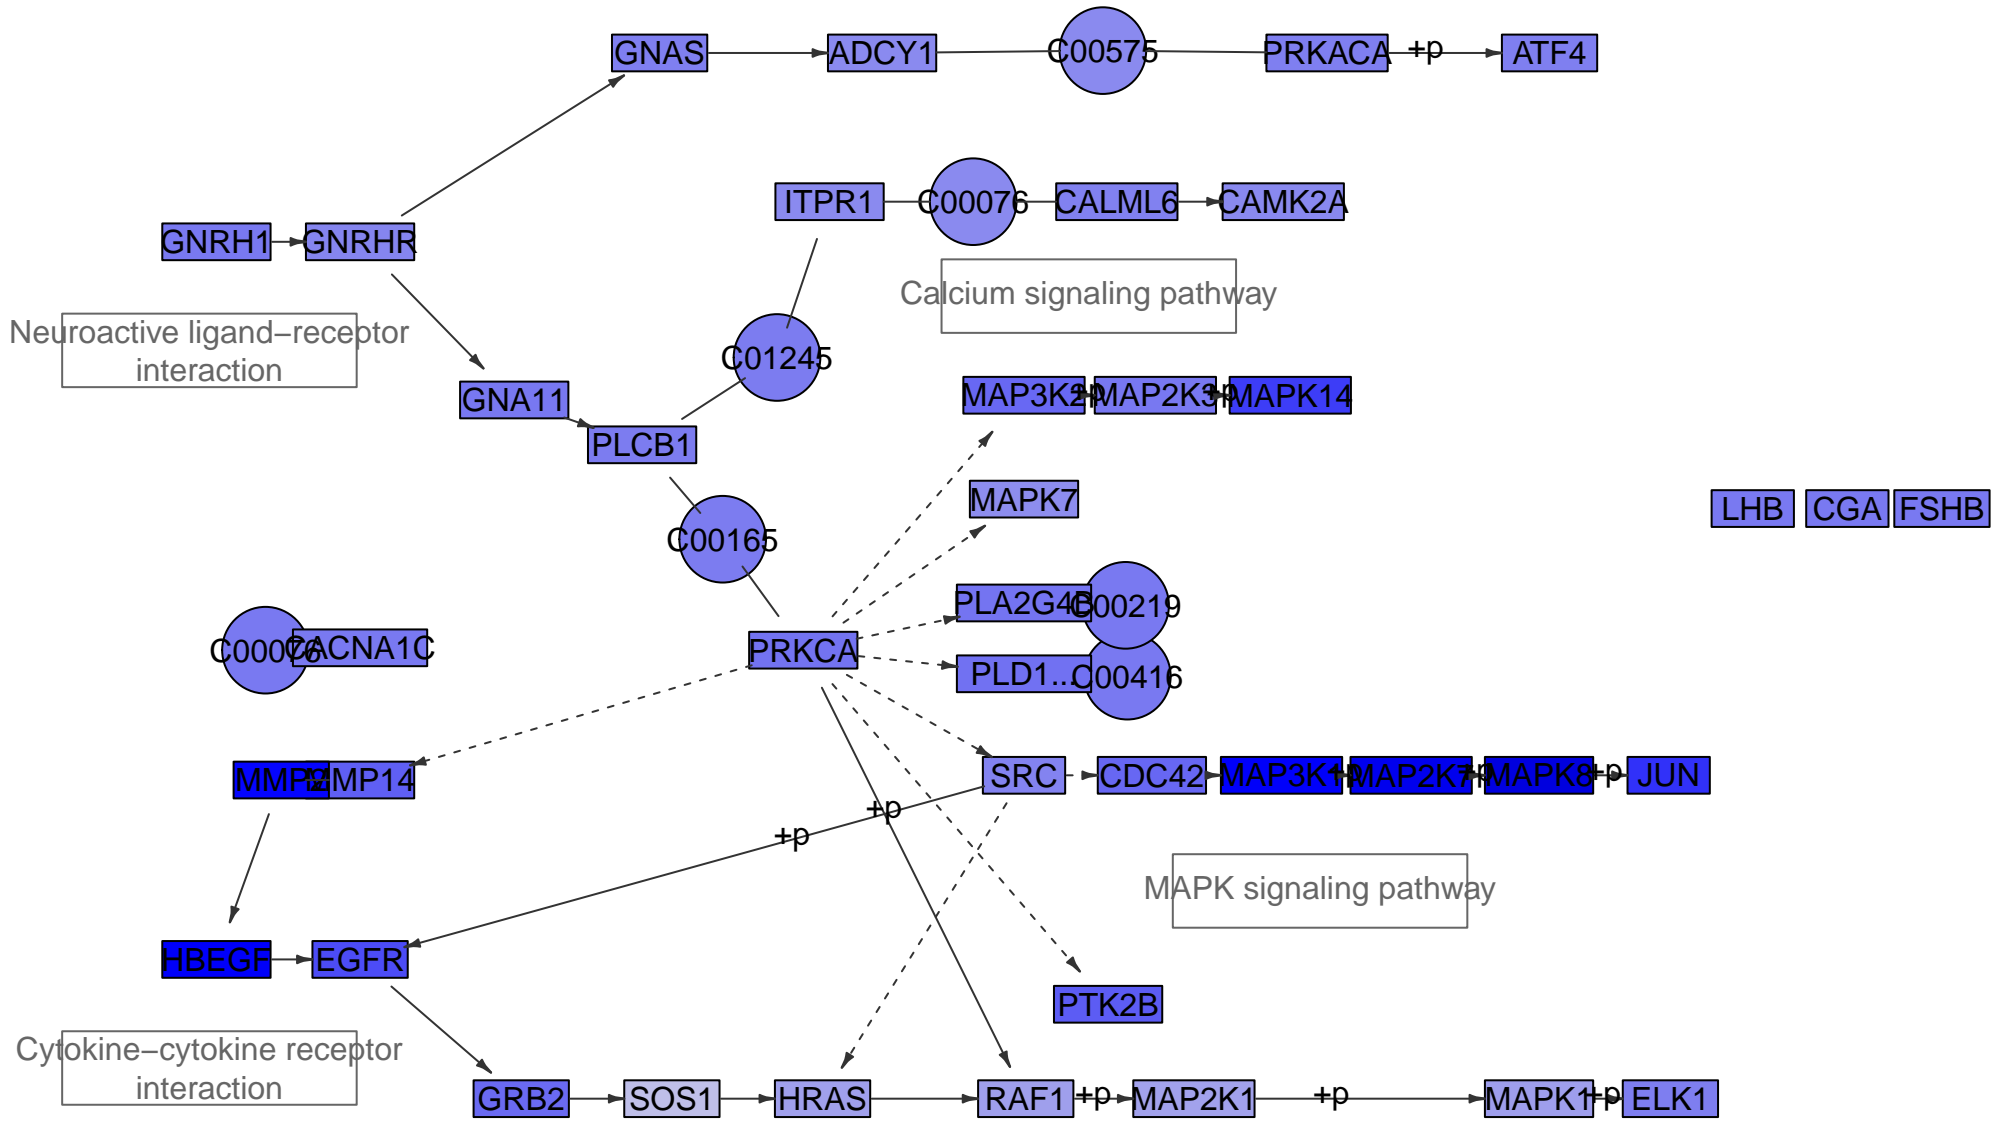 GNAS
ADCY1
C00575
PRKACA
+p
ATF4
ITPR1
C00076
CALML6
CAMK2A
GNRH1
GNRHR
Calcium signaling pathway
Neuroactive ligand−receptor
interaction
C01245
GNA11
PLCB1
MAP3K2
+p
MAP2K3
+p
MAPK14
MAPK7
LHB
CGA
FSHB
C00165
PLA2G4B
C00219
C00076
CACNA1C
PRKCA
PLD1...
C00416
MMP2
MMP14
SRC
CDC42
MAP3K1
+p
MAP2K7
+p
MAPK8
+p
JUN
+p
+p
MAPK signaling pathway
HBEGF
EGFR
PTK2B
Cytokine−cytokine receptor
interaction
GRB2
SOS1
HRAS
RAF1
+p
MAP2K1
+p
MAPK1
+p
ELK1